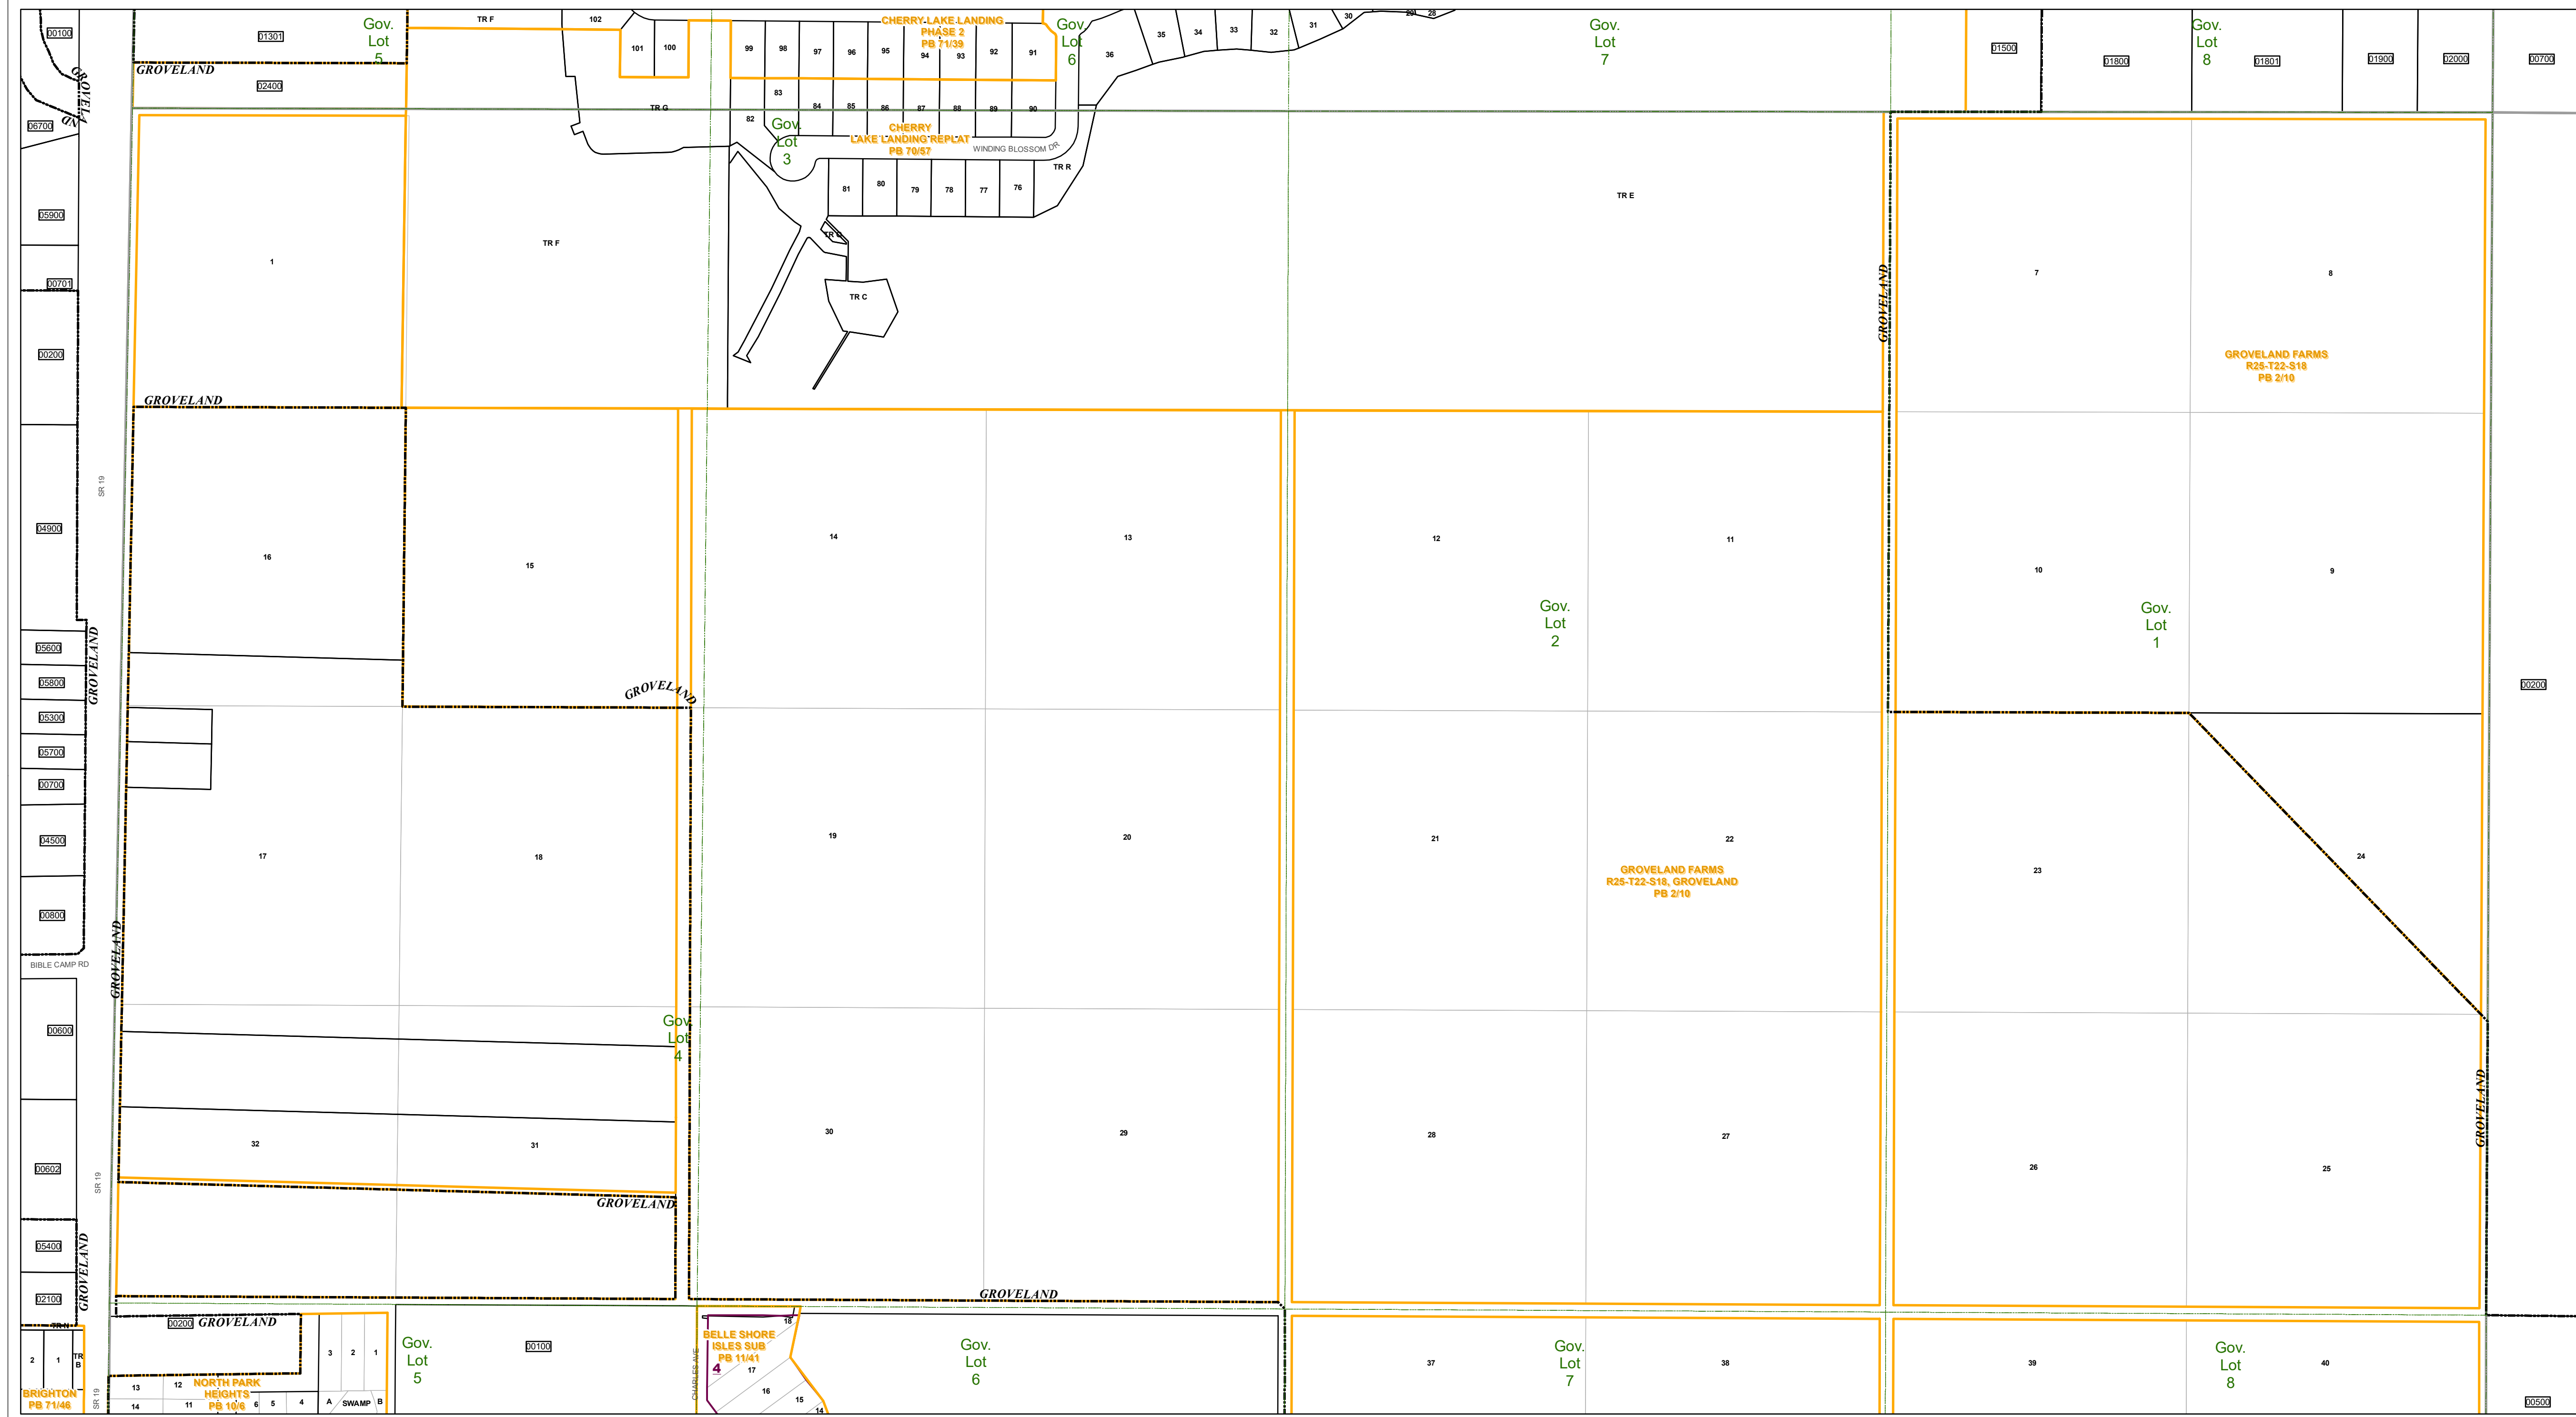 00100
01301
Gov.
Lot
5
TR F
102
101
100
99
98
97
96
95
94
93
92
91
CHERRY LAKE LANDING
PHASE 2
PB 71/39
Gov.
Lot
6
36
35
34
33
32
31
30
29
28
Gov.
Lot
7
01500
01800
Gov.
Lot
8
01801
01900
02000
00700
GROVELAND
GROVELAND
02400
06700
TR G
83
82
84
85
86
87
88
89
90
Gov.
Lot
3
CHERRY
LAKE LANDING REPLAT
PB 70/57
WINDING BLOSSOM DR
TR R
81
80
79
78
77
76
TR E
05900
1
TR F
TR C
00701
GROVELAND
7
8
00200
GROVELAND FARMS
R25-T22-S18
PB 2/10
GROVELAND
SR 19
04900
16
15
14
13
12
11
10
9
Gov.
Lot
2
Gov.
Lot
1
05600
05800
GROVELAND
GROVELAND
00200
05300
05700
00700
04500
17
18
19
20
21
22
23
24
GROVELAND FARMS
R25-T22-S18, GROVELAND
PB 2/10
00800
GROVELAND
BIBLE CAMP RD
00600
Gov.
Lot
4
GROVELAND
32
31
30
29
28
27
26
25
00602
SR 19
GROVELAND
05400
GROVELAND
02100
GROVELAND
TR N
00200
GROVELAND
2
1
TR
B
BRIGHTON
PB 71/46
SR 19
13
12
14
11
NORTH PARK
HEIGHTS
PB 10/6
6
5
4
3
2
1
A
SWAMP
B
Gov.
Lot
5
00100
CHARLES AVE
BELLE SHORE
ISLES SUB
PB 11/41
4
18
17
16
15
14
Gov.
Lot
6
37
Gov.
Lot
7
38
39
Gov.
Lot
8
40
00500